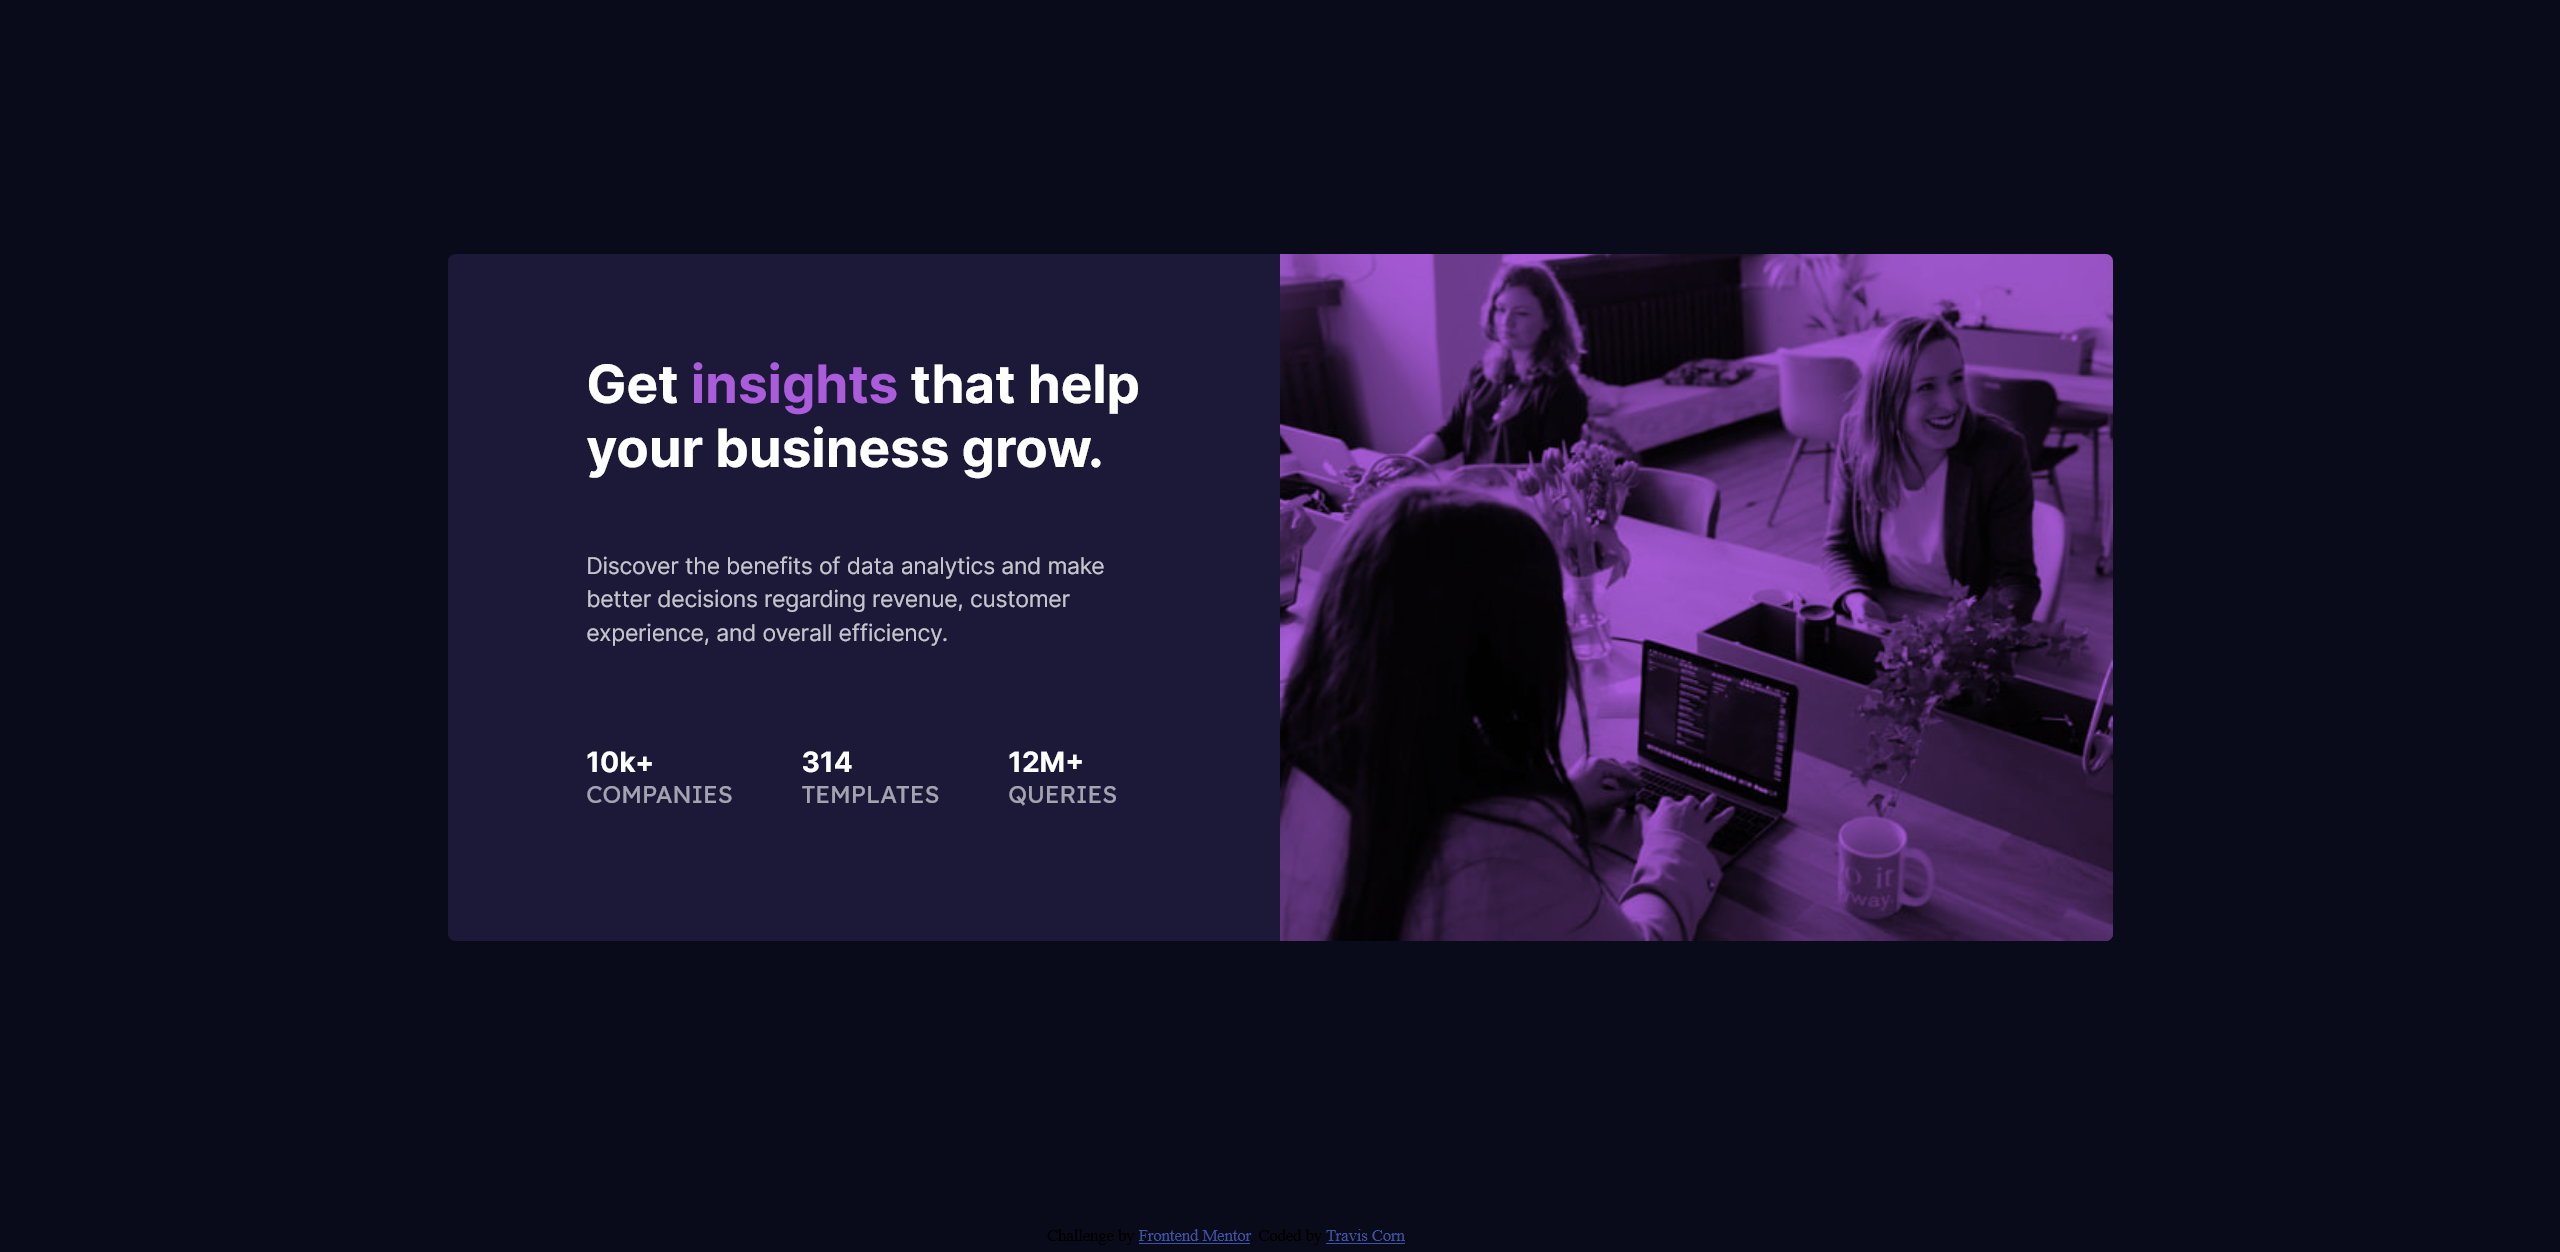 Get insights that help
your business grow.
Discover the benefits of data analytics and make
better decisions regarding revenue, customer
experience, and overall efficiency.
10k+ 314 12M+
COMPANIES TEMPLATES QUERIES
way
Challenge by Frontend Mentor Coded by Travis Corn